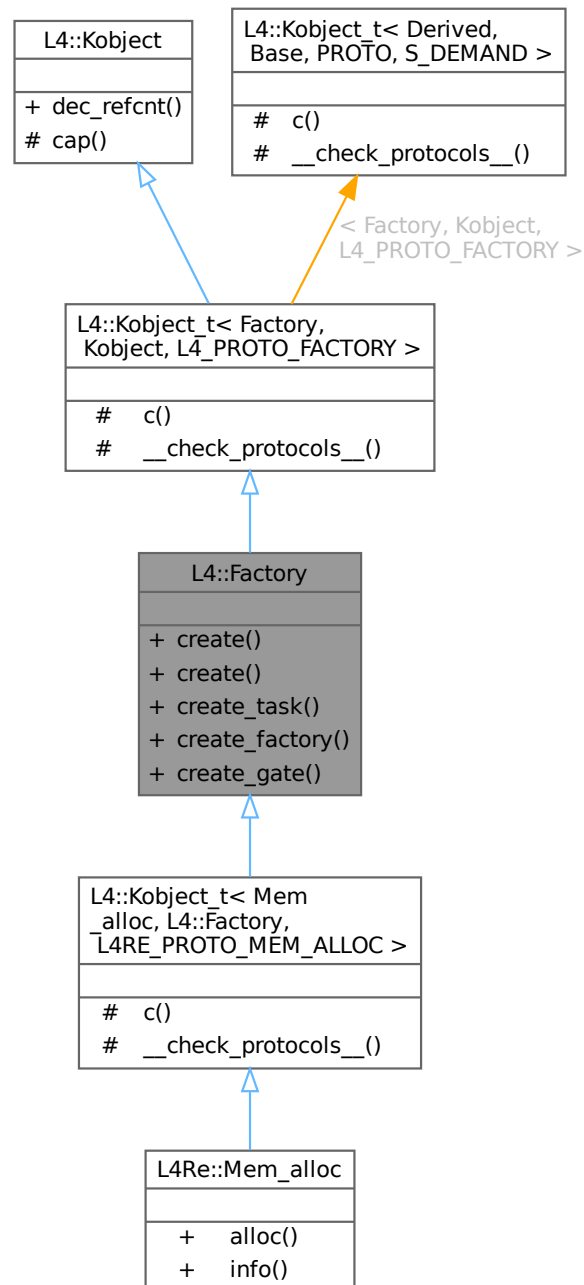 L4::Kobject
+ dec_refcnt()
# cap()
L4::Kobject_t< Derived,
Base, PROTO, S_DEMAND >
# c()
# __check_protocols__()
< Factory, Kobject,
L4_PROTO_FACTORY >
L4::Kobject_t< Factory,
Kobject, L4_PROTO_FACTORY >
# c()
# __check_protocols__()
L4::Factory
+ create()
+ create()
+ create_task()
+ create_factory()
+ create_gate()
L4::Kobject_t< Mem
_alloc, L4::Factory,
L4RE_PROTO_MEM_ALLOC >
# c()
# __check_protocols__()
L4Re::Mem_alloc
+ alloc()
+ info()